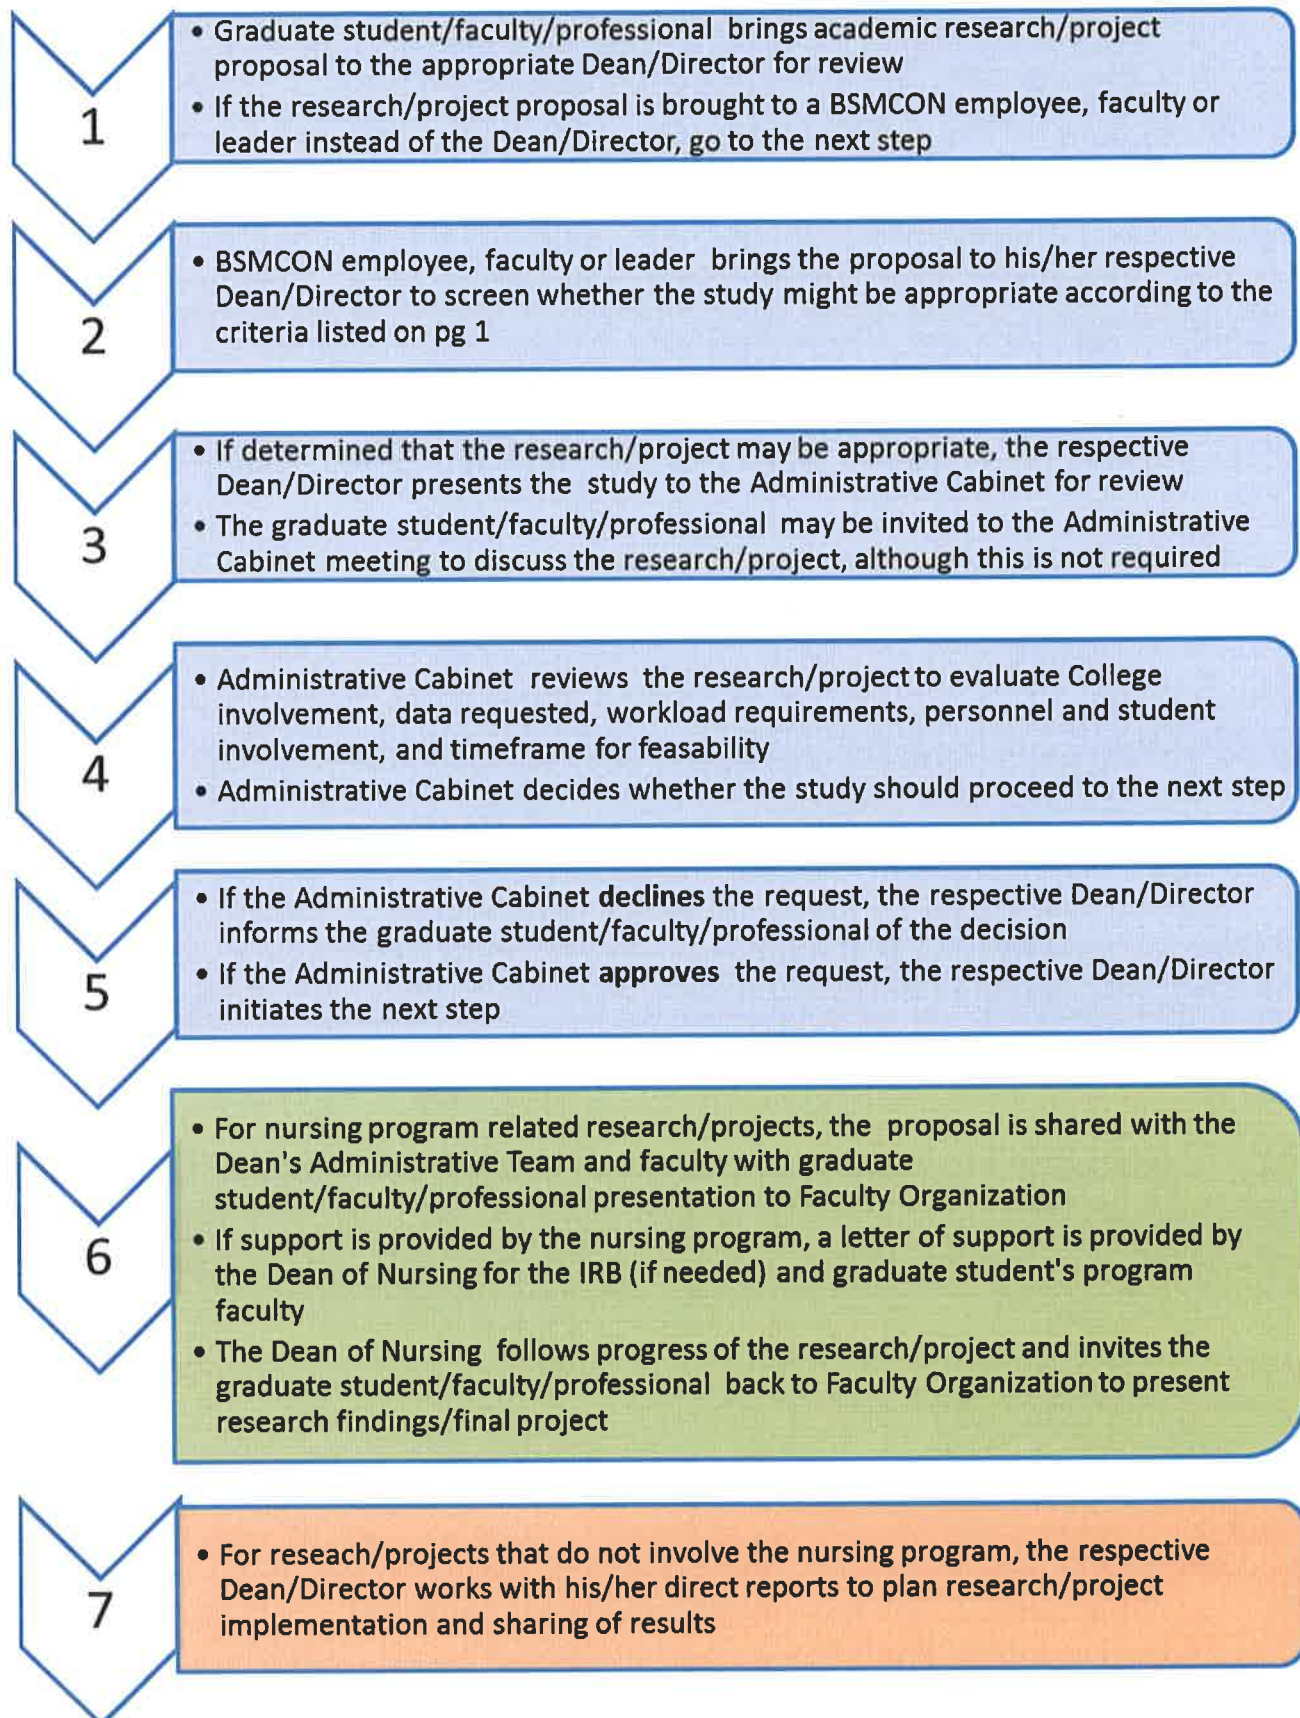 1
• Graduate student/faculty/professional brings academic research/project
proposal to the appropriate Dean/Director for review
• If the research/project proposal is brought to a BSMCON employee, faculty or
leader instead of the Dean/Director, go to the next step
2
• BSMCON employee, faculty or leader brings the proposal to his/her respective
Dean/Director to screen whether the study might be appropriate according to the
criteria listed on pg 1
3
• If determined that the research/project may be appropriate, the respective
Dean/Director presents the study to the Administrative Cabinet for review
• The graduate student/faculty/professional may be invited to the Administrative
Cabinet meeting to discuss the research/project, although this is not required
4
• Administrative Cabinet reviews the research/project to evaluate College
involvement, data requested, workload requirements, personnel and student
involvement, and timeframe for feasability
• Administrative Cabinet decides whether the study should proceed to the next step
5
• If the Administrative Cabinet declines the request, the respective Dean/Director
informs the graduate student/faculty/professional of the decision
• If the Administrative Cabinet approves the request, the respective Dean/Director
initiates the next step
6
• For nursing program related research/projects, the proposal is shared with the
Dean's Administrative Team and faculty with graduate
student/faculty/professional presentation to Faculty Organization
• If support is provided by the nursing program, a letter of support is provided by
the Dean of Nursing for the IRB (if needed) and graduate student's program
faculty
• The Dean of Nursing follows progress of the research/project and invites the
graduate student/faculty/professional back to Faculty Organization to present
research findings/final project
7
• For reseach/projects that do not involve the nursing program, the respective
Dean/Director works with his/her direct reports to plan research/project
implementation and sharing of results